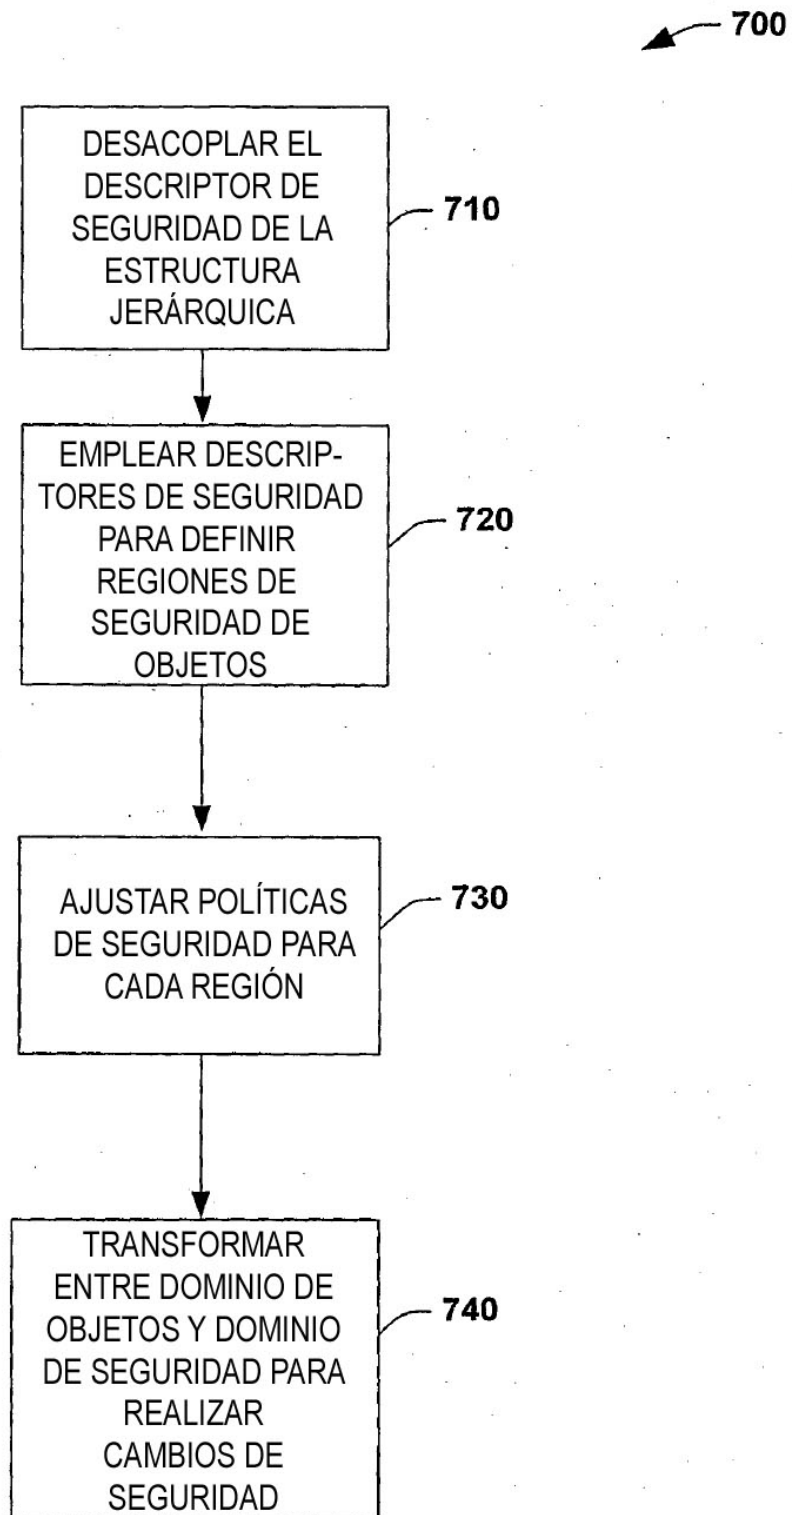 700
DESACOPLAR EL
DESCRIPTOR DE
SEGURIDAD DE LA
ESTRUCTURA
JERÁRQUICA
710
EMPLEAR DESCRIP-
TORES DE SEGURIDAD
PARA DEFINIR
REGIONES DE
SEGURIDAD DE
OBJETOS
720
AJUSTAR POLÍTICAS
DE SEGURIDAD PARA
CADA REGIÓN
730
TRANSFORMAR
ENTRE DOMINIO DE
OBJETOS Y DOMINIO
DE SEGURIDAD PARA
REALIZAR
CAMBIOS DE
SEGURIDAD
740